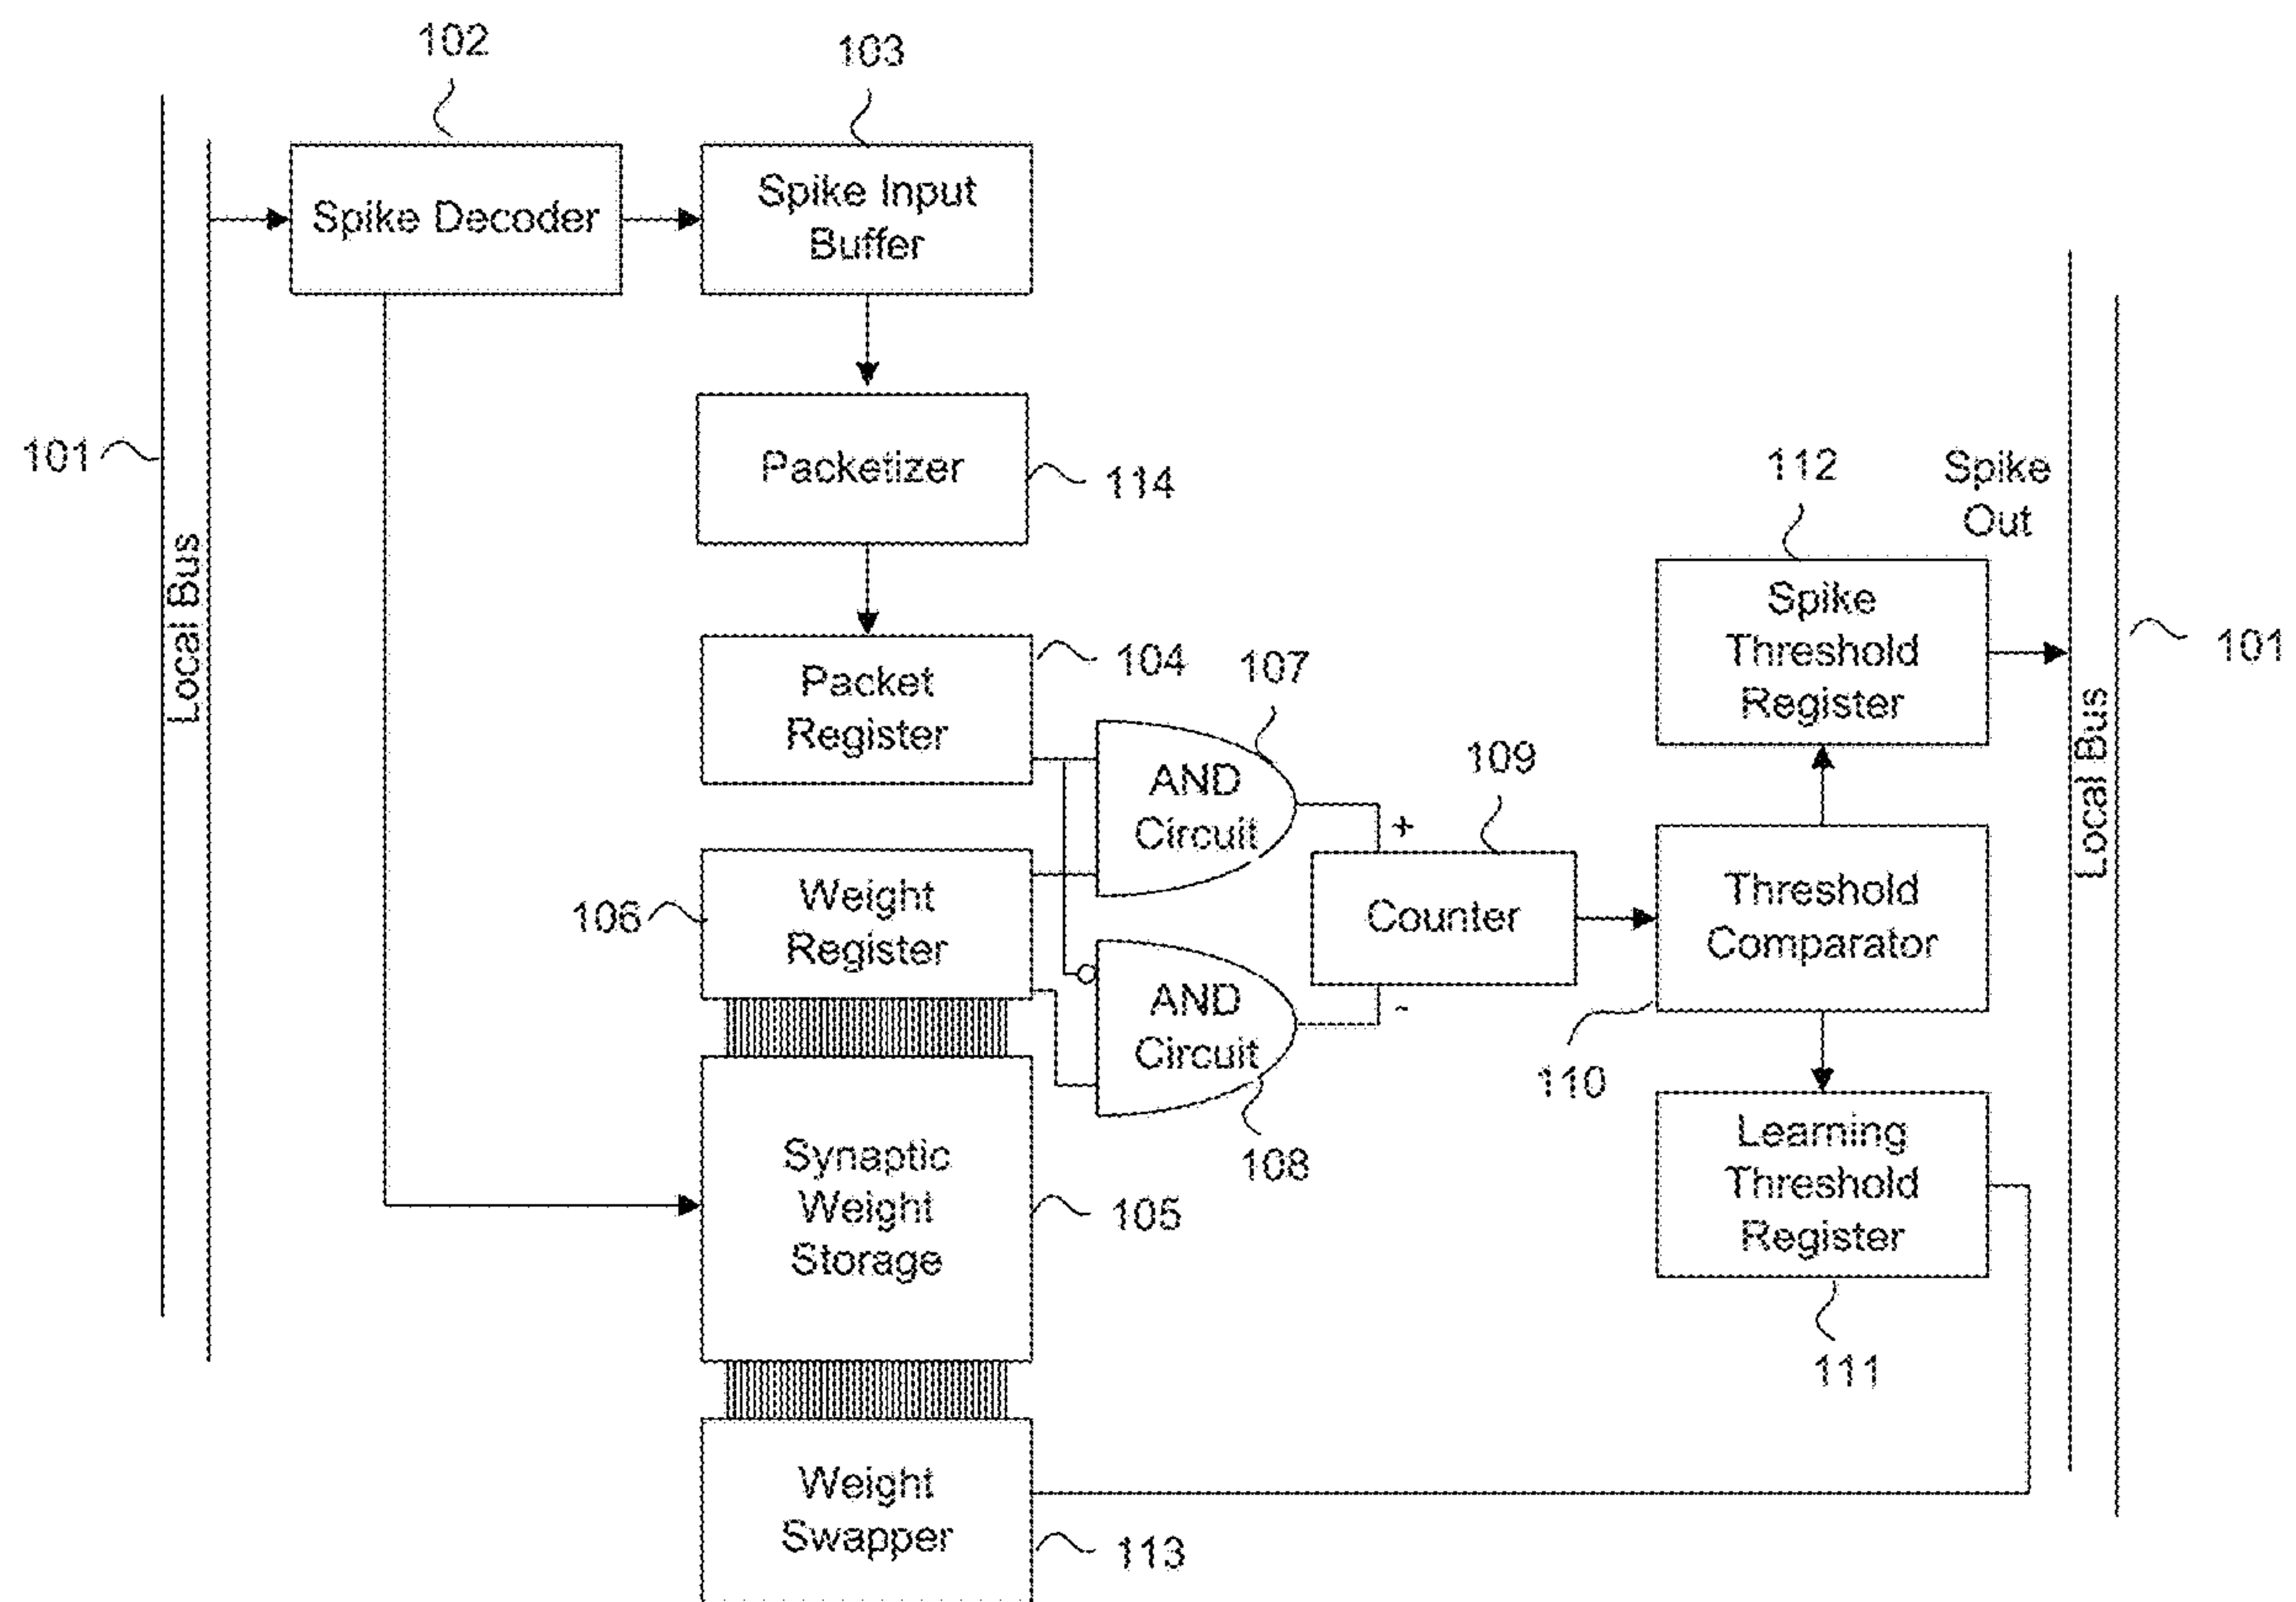 102
103
Spike Decoder
Spike Input
Buffer
101
Local Bus
Packetizer
114
112
Spike
Out
Spike
Threshold
Register
101
Local Bus
Packet
Register
104
107
AND
Circuit
109
+
106
Weight
Register
Counter
Threshold
Comparator
-
AND
Circuit
110
108
Synaptic
Weight
Storage
105
Learning
Threshold
Register
111
Weight
Swapper
113